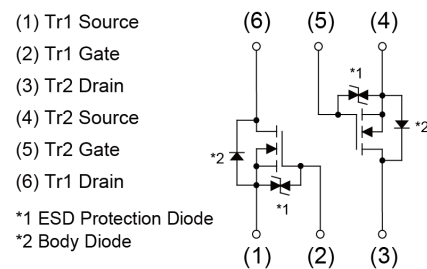 (1) Tr1 Source
(2) Tr1 Gate
(3) Tr2 Drain
(4) Tr2 Source
(5) Tr2 Gate
(6) Tr1 Drain
*1 ESD Protection Diode
*2 Body Diode
(6) (5) (4)
*1
*2
*2
*1
(1) (2) (3)